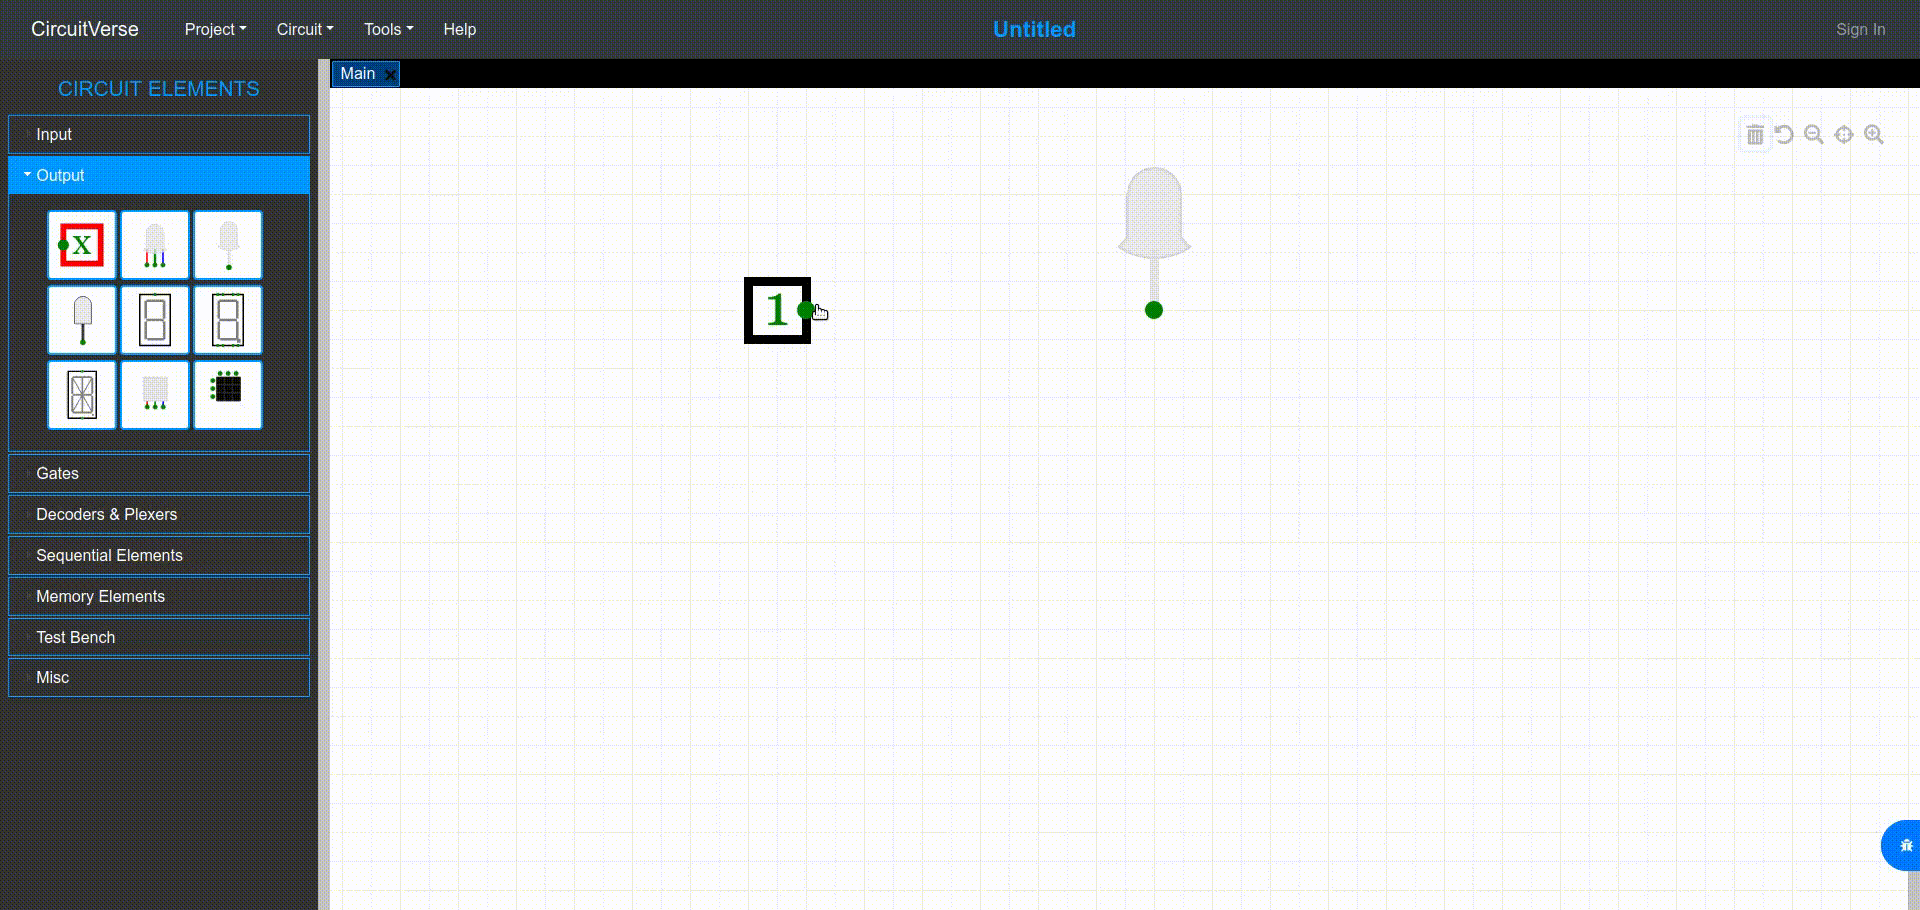 CircuitVerse Project Circuit Tools Help Untitled Sign In
Main
CIRCUIT ELEMENTS
Input
Output
X
1
Gates
Decoders & Plexers
Sequential Elements
Memory Elements
Test Bench
Misc